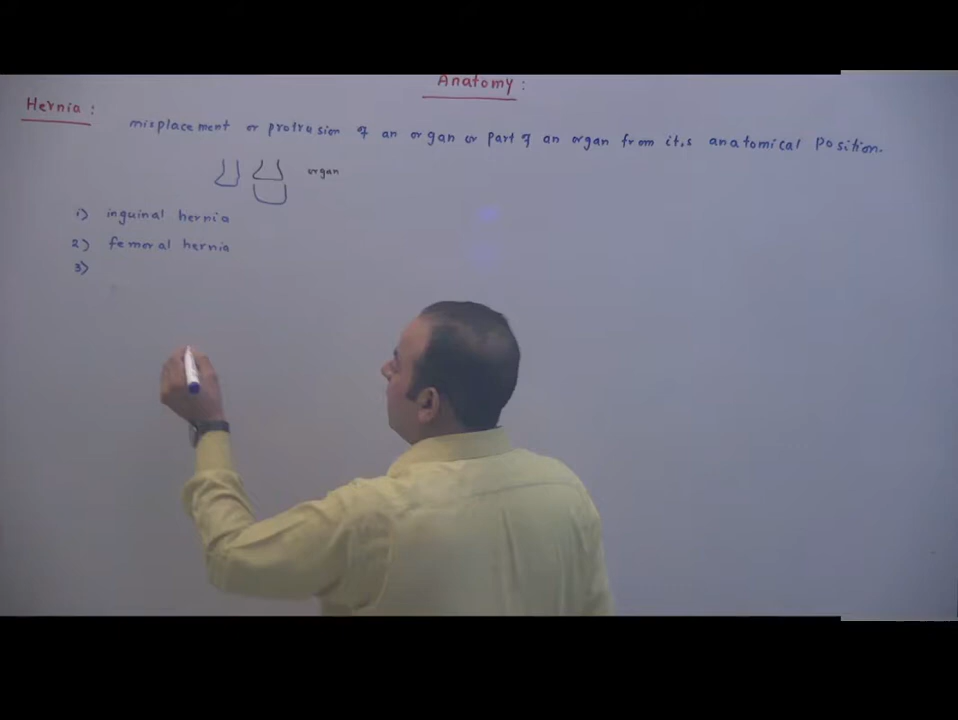 Anatomy :
Hernia :
misplacement or protrusion of an organ or part of an organ from it,s anatomical Position.
organ
1) inguinal hernia
2) femoral hernia
3)